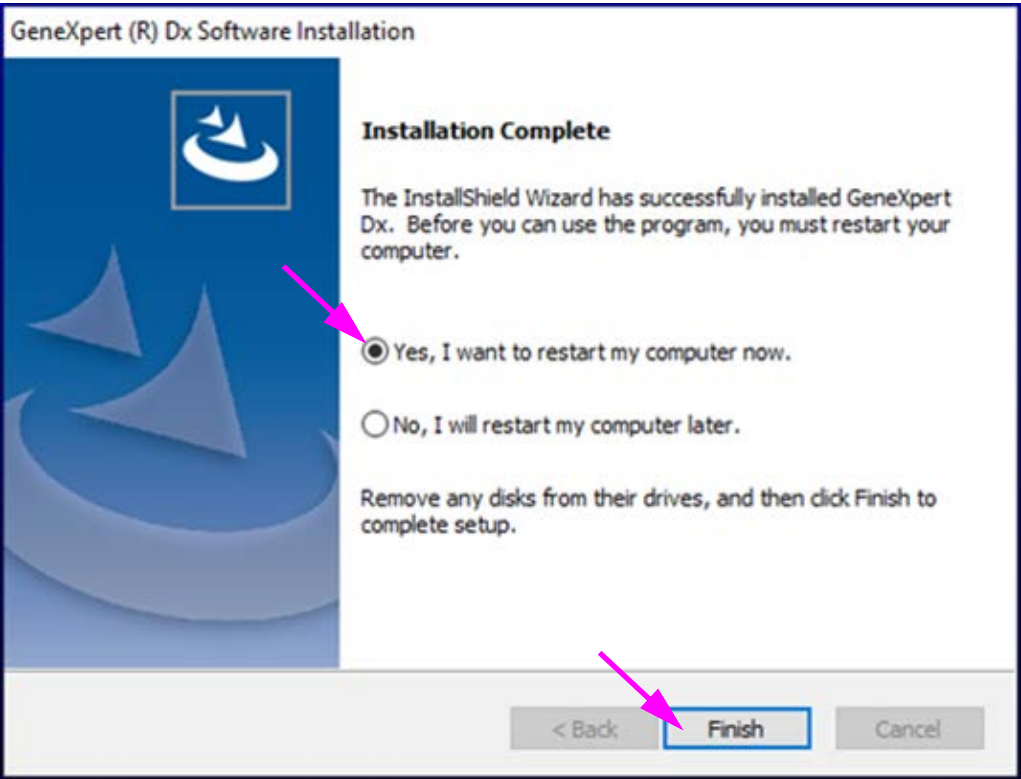 GeneXpert (R) Dx Software Installation
Installation Complete
The InstallShield Wizard has successfully installed GeneXpert
Dx.  Before you can use the program, you must restart your
computer.
Yes, I want to restart my computer now.
No, I will restart my computer later.
Remove any disks from their drives, and then click Finish to
complete setup.
< Back
Finish
Cancel